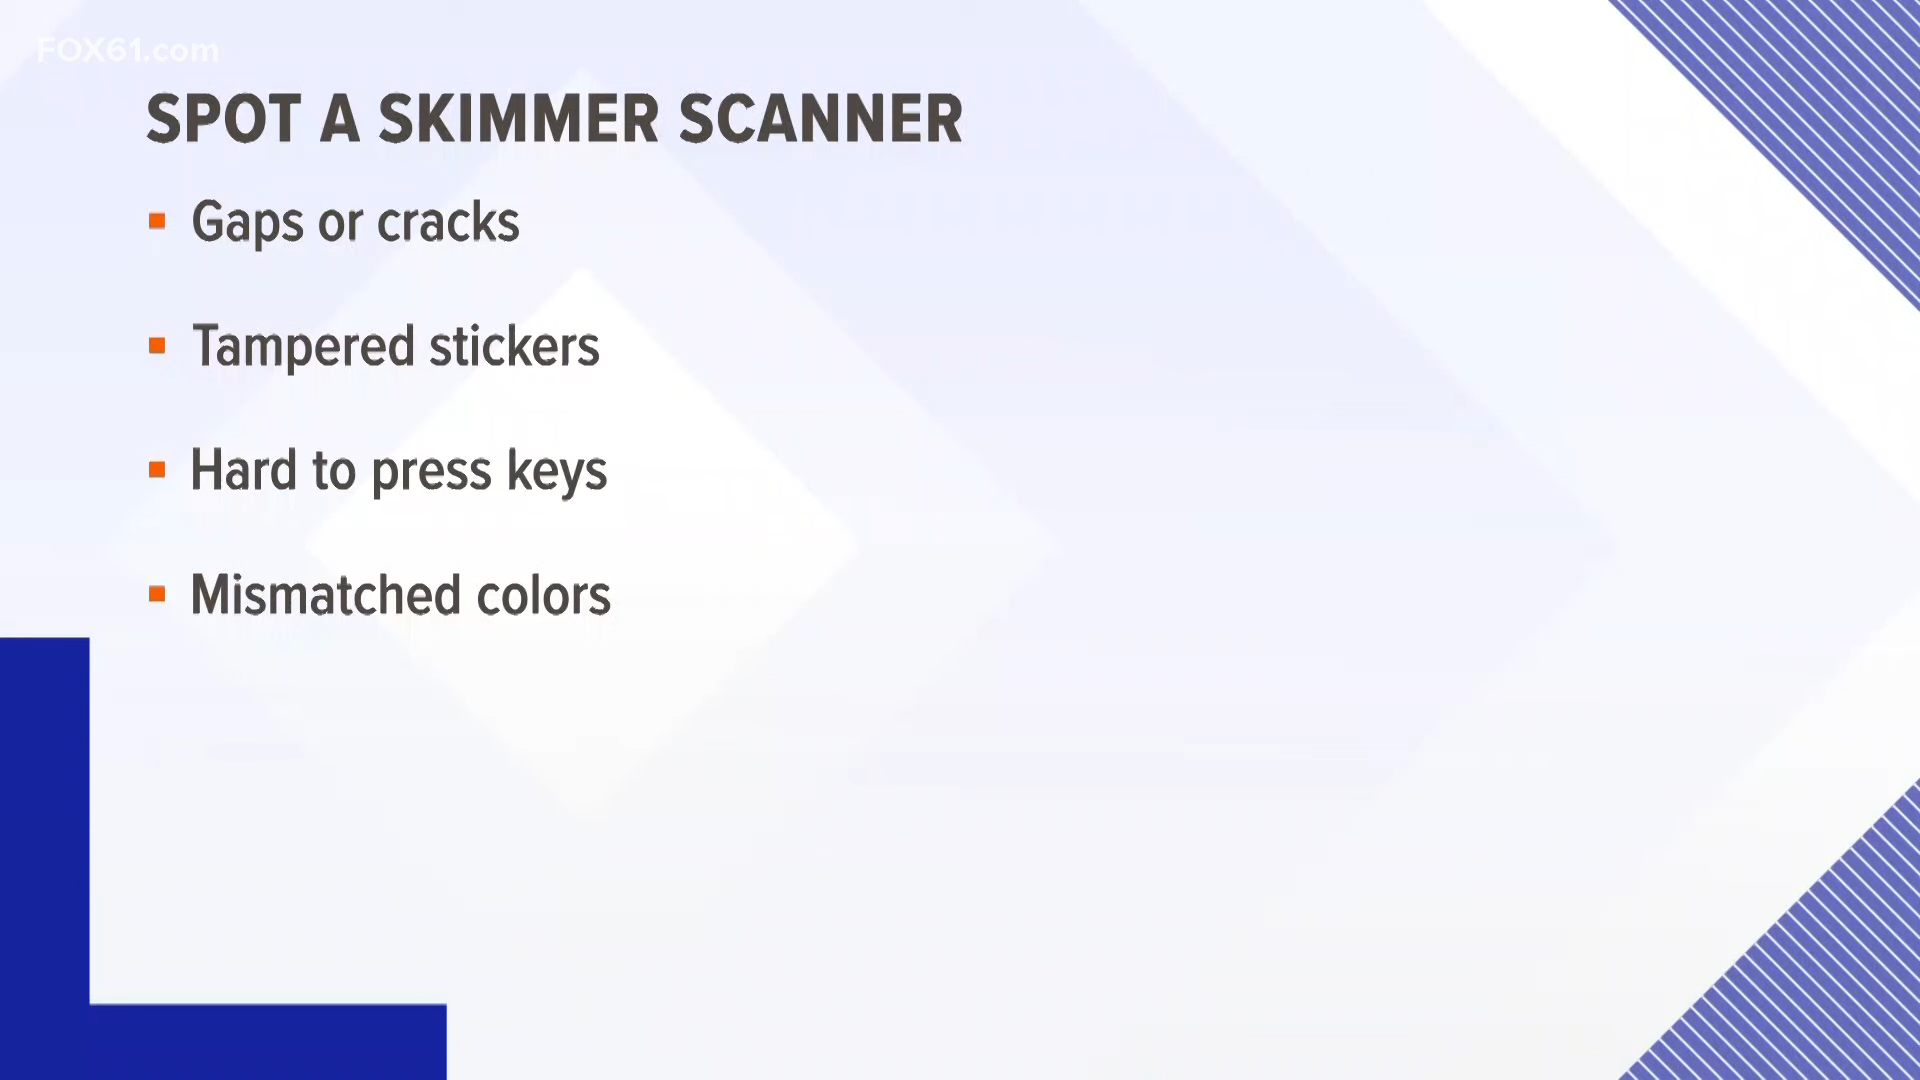 FOX61.com
SPOT A SKIMMER SCANNER
Gaps or cracks
Tampered stickers
Hard to press keys
Mismatched colors